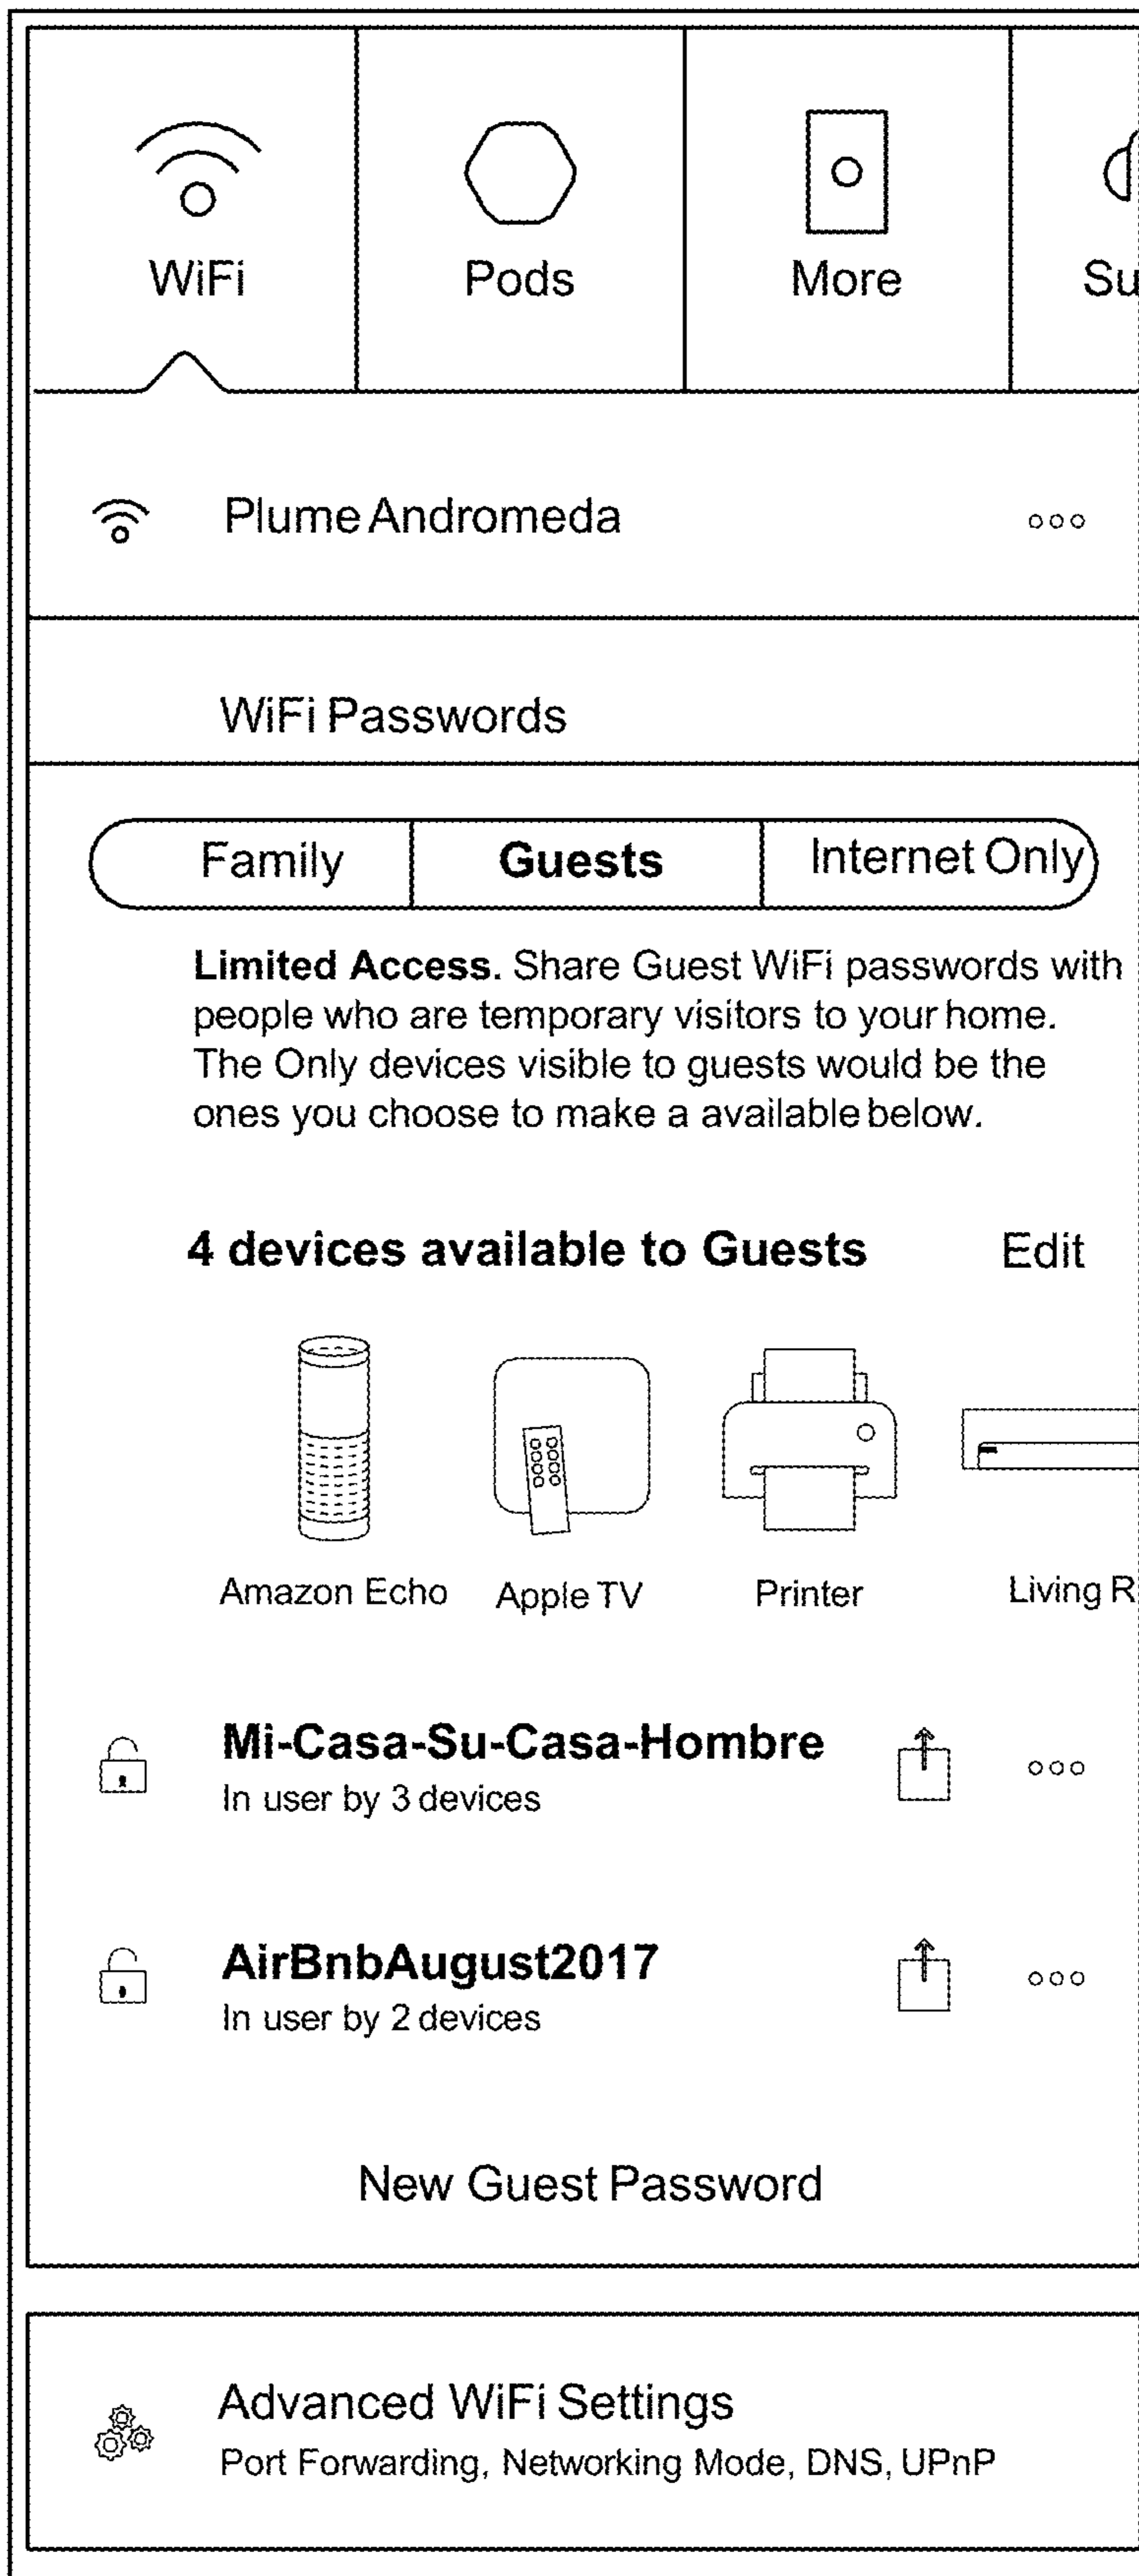 WiFi
Pods
More
Su
Plume Andromeda
WiFi Passwords
Family
Guests
Internet Only
Limited Access. Share Guest WiFi passwords with
people who are temporary visitors to your home.
The Only devices visible to guests would be the
ones you choose to make a available below.
4 devices available to Guests
Edit
Amazon Echo
Apple TV
Printer
Living R
Mi-Casa-Su-Casa-Hombre
In user by 3 devices
AirBnbAugust2017
In user by 2 devices
New Guest Password
Advanced WiFi Settings
Port Forwarding, Networking Mode, DNS, UPnP